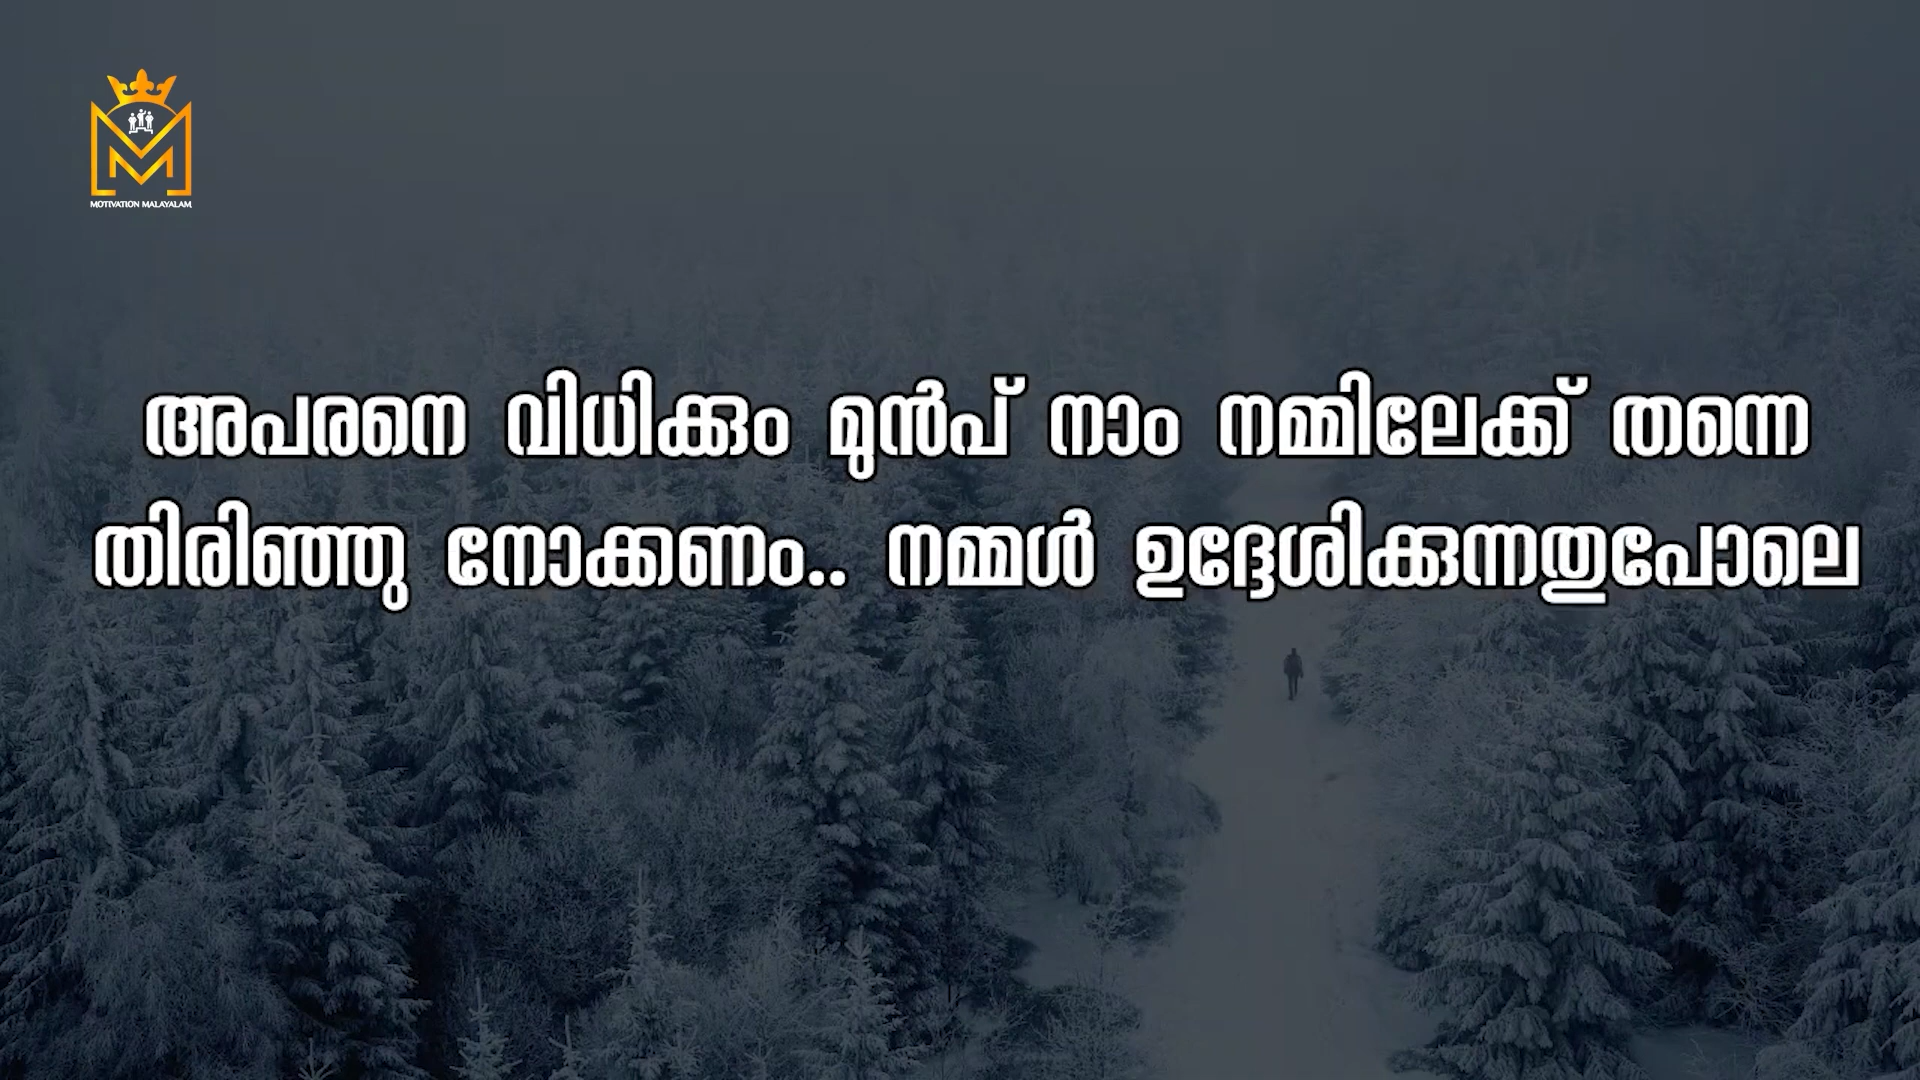 MOTIVATION MALAYALAM
അപരനെ വിധിക്കും മുൻപ് നാം നമ്മിലേക്ക് തന്നെ
തിരിഞ്ഞു നോക്കണം.. നമ്മൾ ഉദ്ദേശിക്കുന്നതുപോലെ